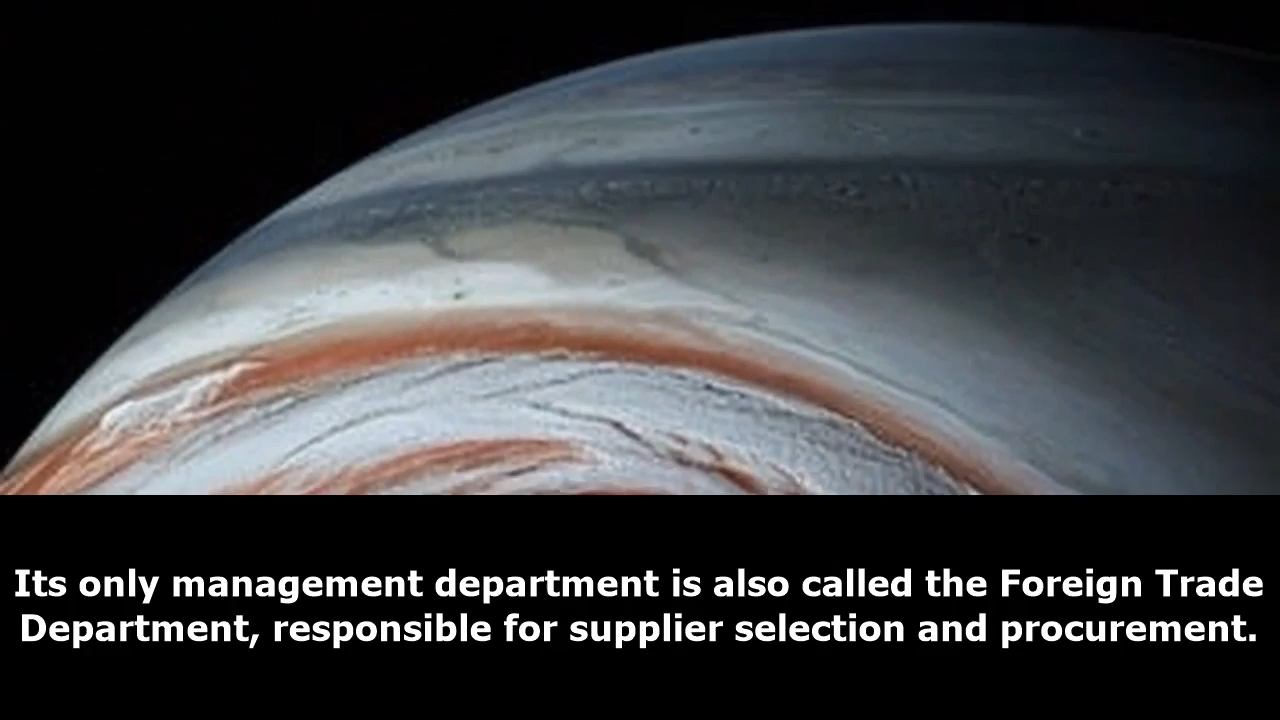 Its only management department is also called the Foreign Trade
Department, responsible for supplier selection and procurement.